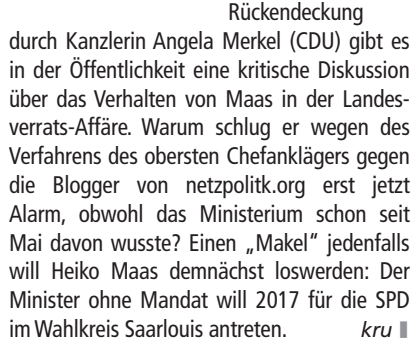 Rückendeckung
durch Kanzlerin Angela Merkel (CDU) gibt es
in der Öffentlichkeit eine kritische Diskussion
über das Verhalten von Maas in der Landes-
verrats-Affäre. Warum schlug er wegen des
Verfahrens des obersten Chefanklägers gegen
die Blogger von netzpolitk.org erst jetzt
Alarm, obwohl das Ministerium schon seit
Mai davon wusste? Einen „Makel" jedenfalls
will Heiko Maas demnächst loswerden: Der
Minister ohne Mandat will 2017 für die SPD
im Wahlkreis Saarlouis antreten. kru